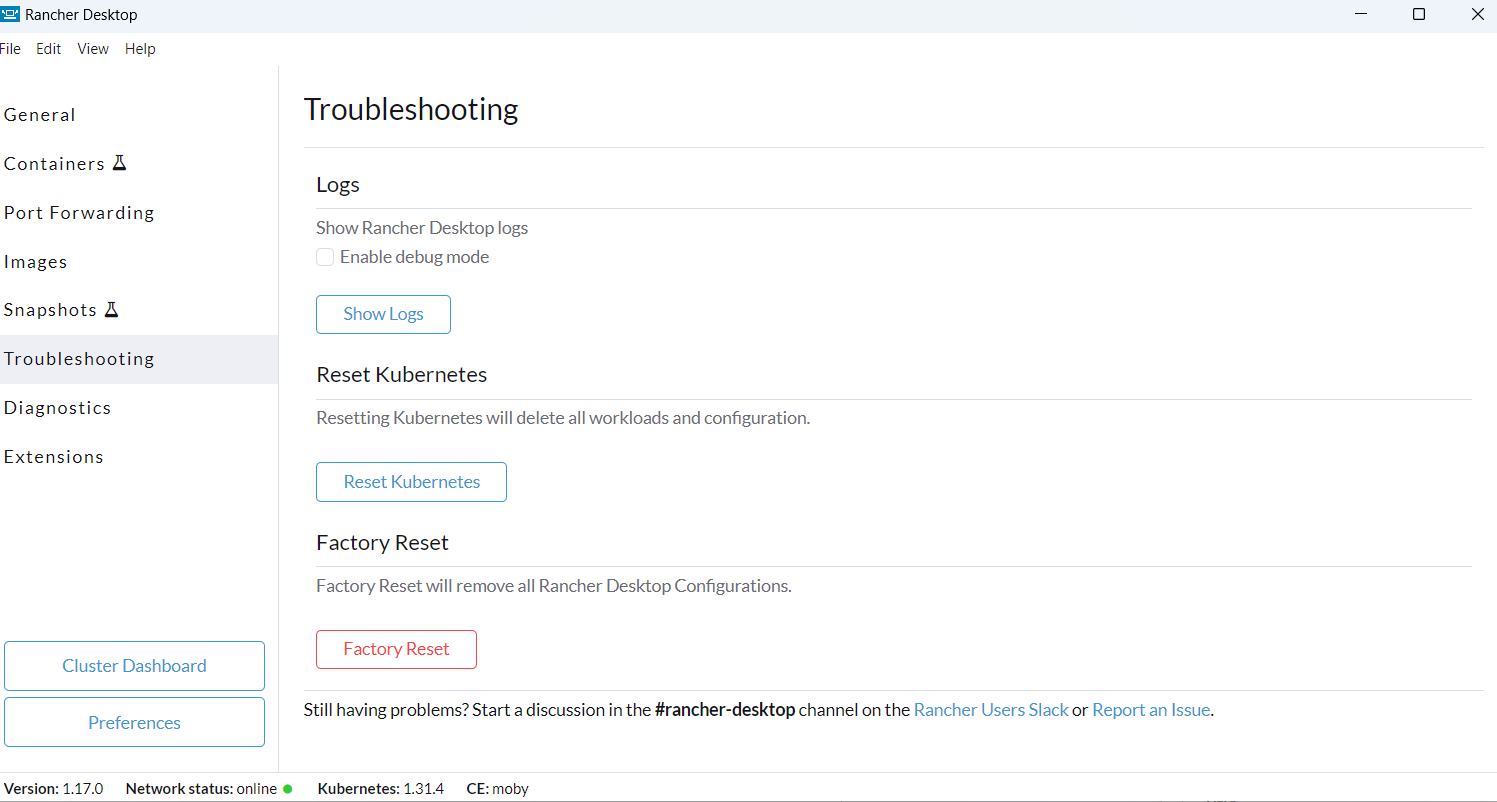 Rancher Desktop
File Edit View Help
General
Containers
Port Forwarding
Images
Snapshots
Troubleshooting
Diagnostics
Extensions
Cluster Dashboard
Preferences
Troubleshooting
Logs
Show Rancher Desktop logs
Enable debug mode
Show Logs
Reset Kubernetes
Resetting Kubernetes will delete all workloads and configuration.
Reset Kubernetes
Factory Reset
Factory Reset will remove all Rancher Desktop Configurations.
Factory Reset
Still having problems? Start a discussion in the #rancher-desktop channel on the Rancher Users Slack or Report an Issue.
Version: 1.17.0 Network status: online Kubernetes: 1.31.4 CE: moby